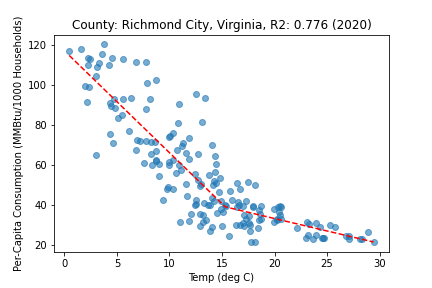 County: Richmond City, Virginia, R2: 0.776 (2020)
Per-Capita Consumption (MMBtu/1000 Households)
120
100
80
60
40
20
0 5 10 15 20 25 30
Temp (deg C)